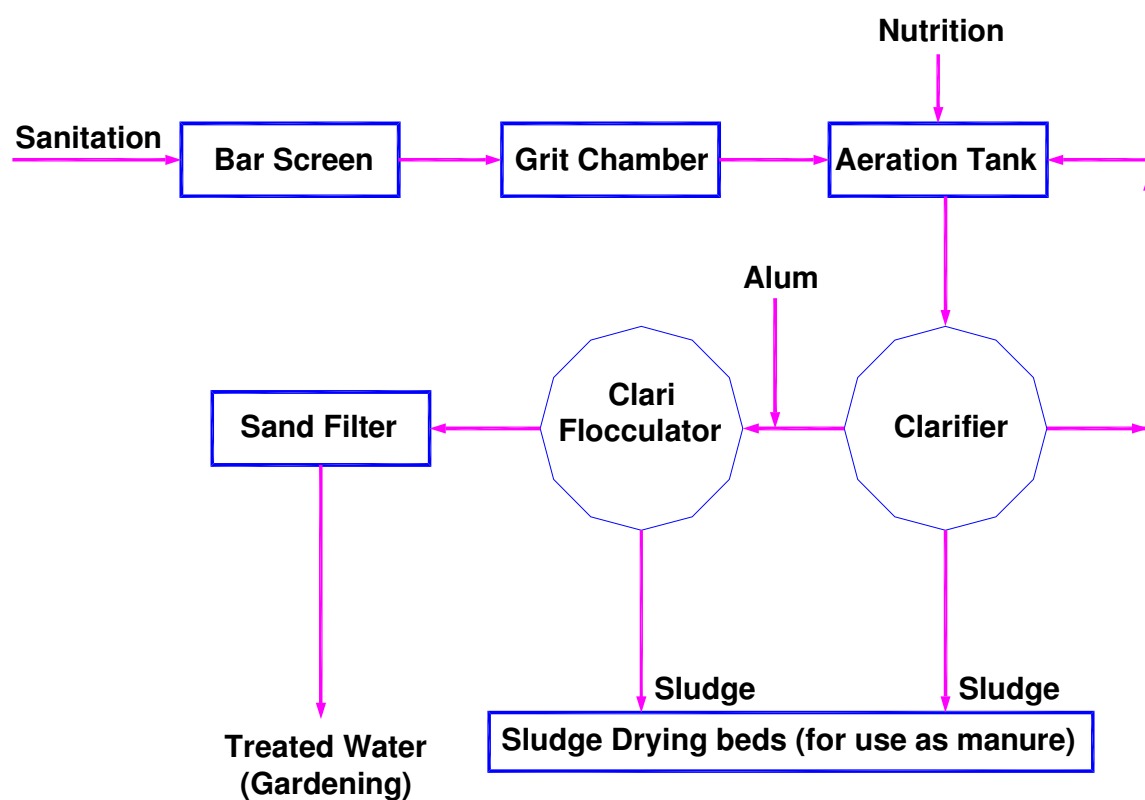 Nutrition
Sanitation
Bar Screen
Grit Chamber
Aeration Tank
Alum
Clari
Flocculator
Sand Filter
Clarifier
Sludge
Sludge
Sludge Drying beds (for use as manure)
Treated Water
(Gardening)